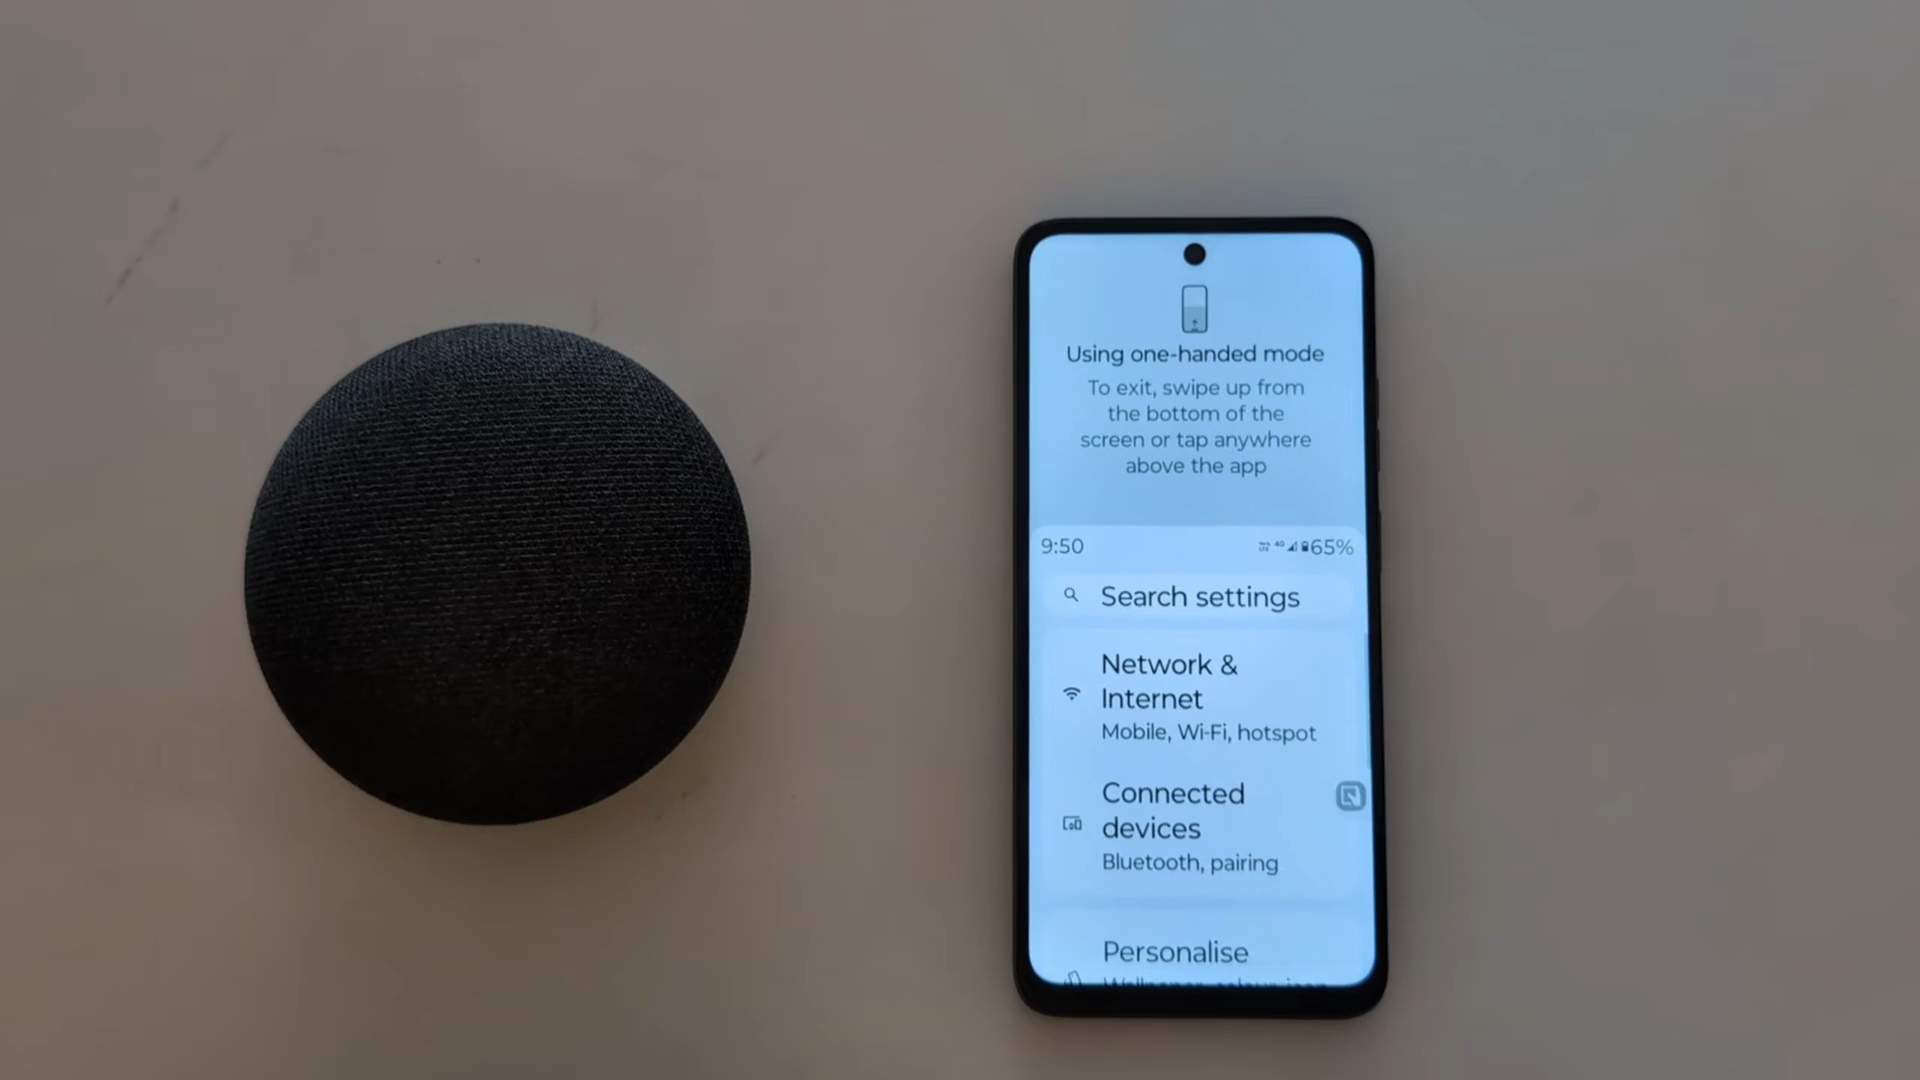 Using one-handed mode
To exit, swipe up from
the bottom of the
screen or tap anywhere
above the app
9:50
4G 65%
Search settings
Network &
Internet
Mobile, Wi-Fi, hotspot
Connected
devices
Bluetooth, pairing
Personalise